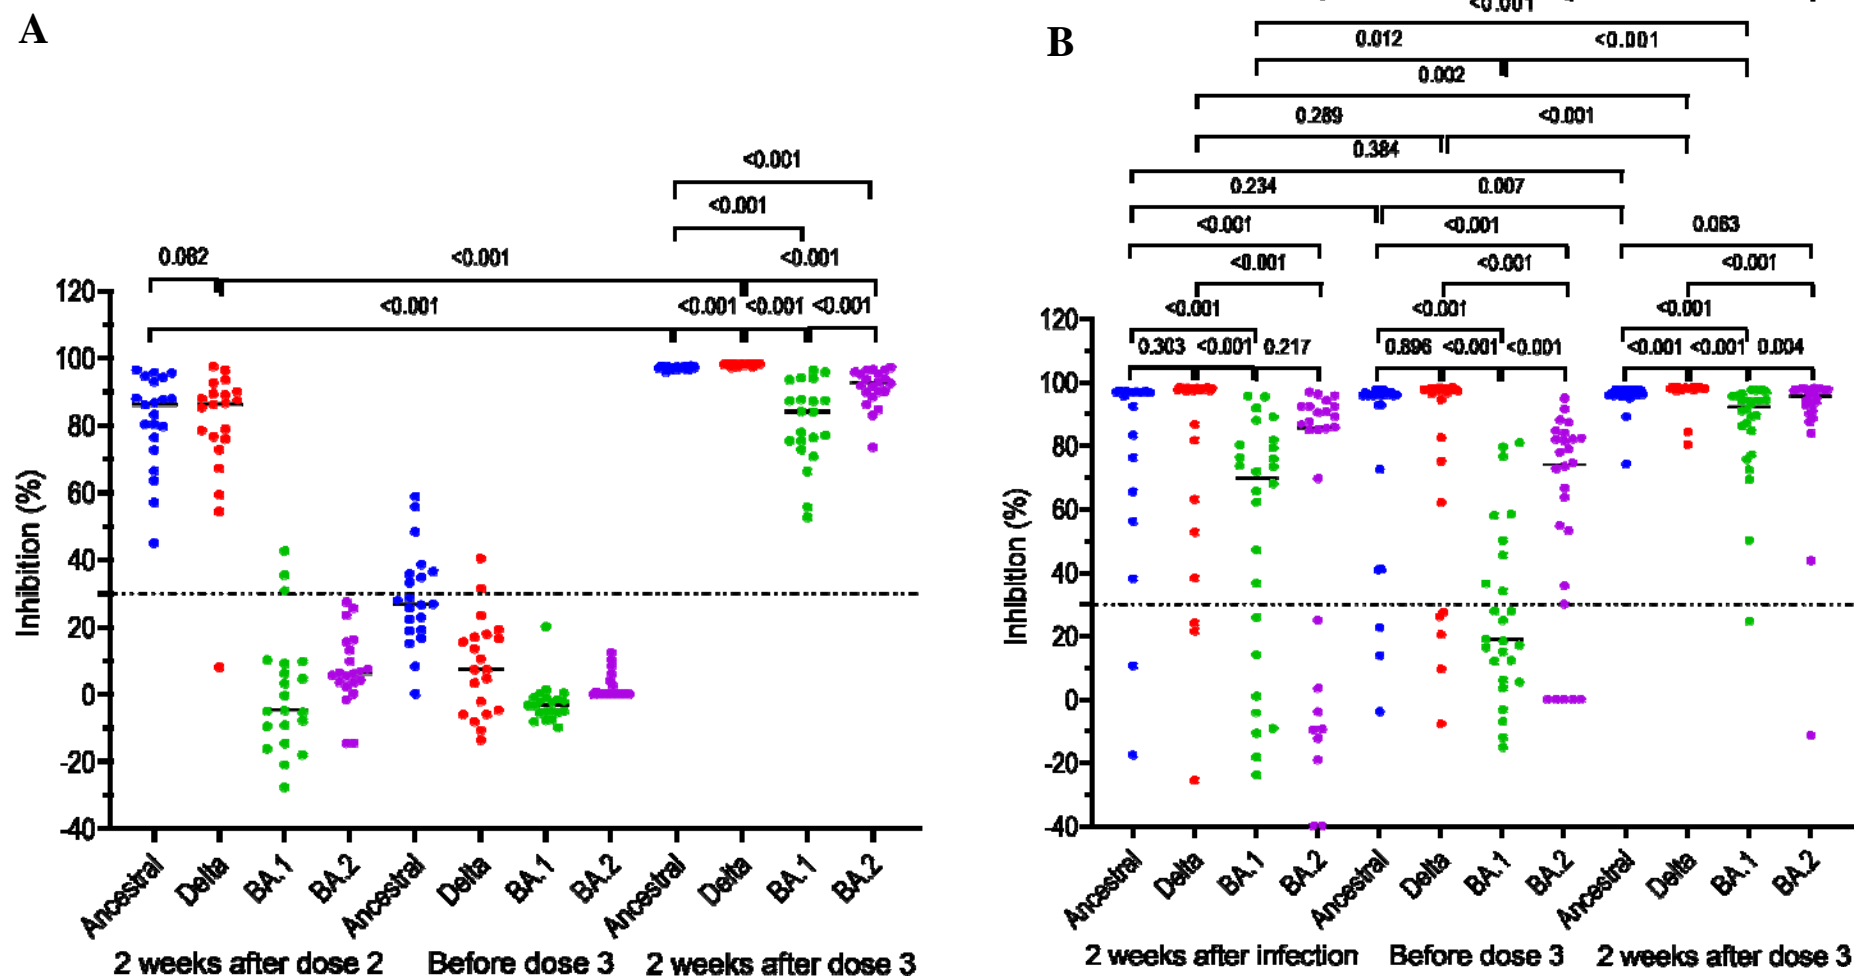 A
<0.001
<0.001
0.082 <0.001 <0.001
<0.001 <0.001 <0.001 <0.001
120
100
80
60
40
20
0
-20
-40
Inhibition (%)
Ancestral Delta BA.1 BA.2 Ancestral Delta BA.1 BA.2 Ancestral Delta BA.1 BA.2
2 weeks after dose 2 Before dose 3 2 weeks after dose 3
B
<0.001
0.012 <0.001
0.002
0.289 <0.001
0.384
0.234 0.007
<0.001 <0.001 0.063
<0.001 <0.001 <0.001
<0.001 <0.001 <0.001
0.303 <0.001 0.217 0.896 <0.001 <0.001 <0.001 <0.001 0.004
120
100
80
60
40
20
0
-20
-40
Inhibition (%)
Ancestral Delta BA.1 BA.2 Ancestral Delta BA.1 BA.2 Ancestral Delta BA.1 BA.2
2 weeks after infection Before dose 3 2 weeks after dose 3